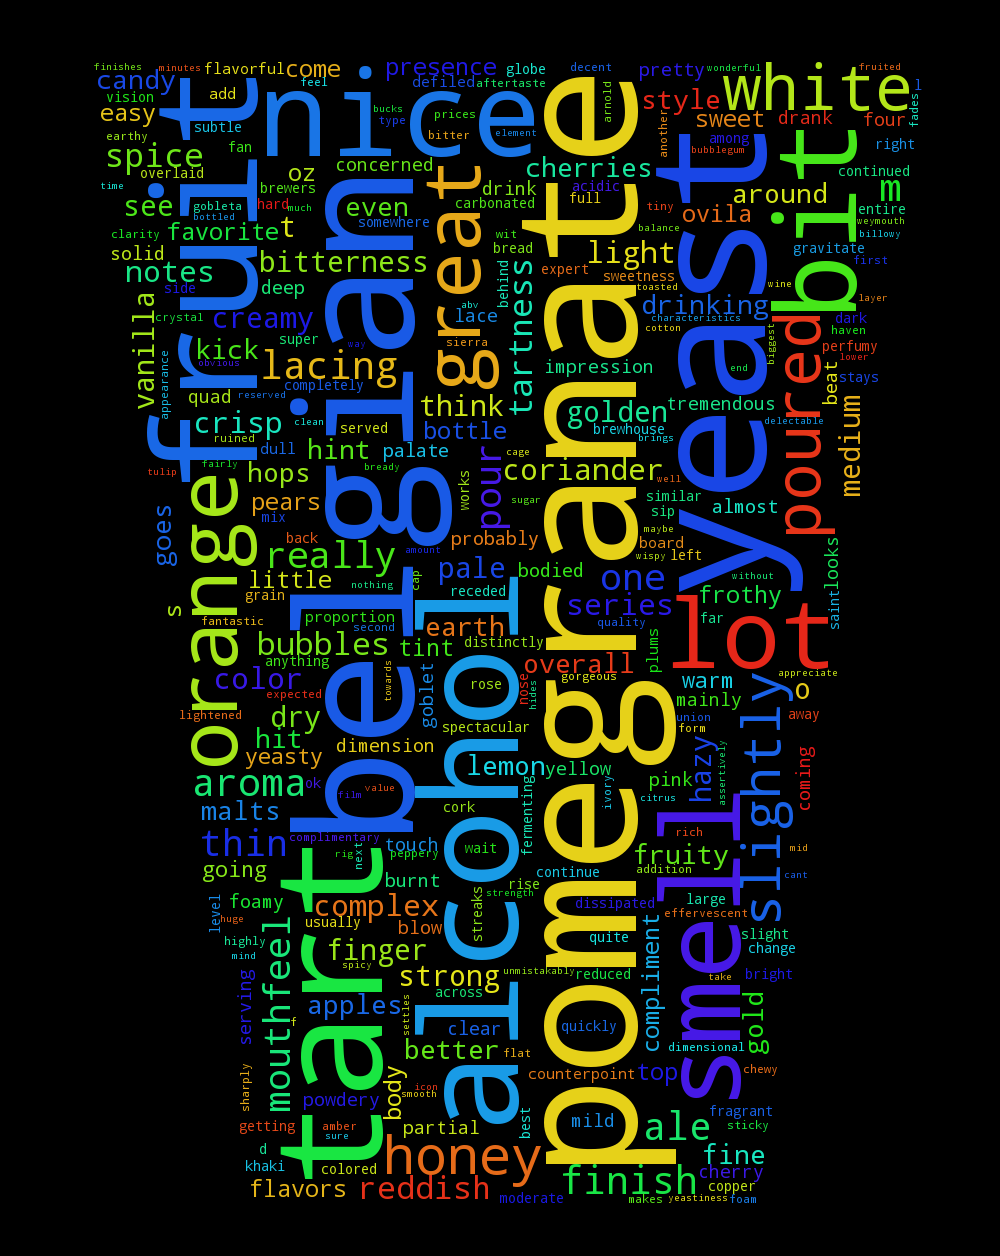 finishes
minutes
flavorful
come
presence
globe
decent
pretty
wonderful
white
fruited
l
candy
feel
defiled
aftertaste
vision
add
nice
bucks
prices
arnold
style
fades
easy
subtle
type
bitter
element
another
sweet
drank
four
earthy
fan
among
right
spice
overlaid
concerned
cherries
bubblegum
continued
time
oz
brewers
drink
acidic
full
tiny
around
m
see
gobleta
hard
much
even
carbonated
ovila
entire
bottled
somewhere
balance
weymouth
clarity
favorite
t
wit
billowy
solid
bread
light
gravitate
notes
bitterness
behind
expert
sweetness
first
side
deep
toasted
wine
fruit
belgian
great
pomegranate
yeast
bit
vanilla
crystal
creamy
super
abv
lace
tartness
drinking
characteristics
cotton
layer
dark
haven
kick
sierra
biggest
perfumy
appearance
obvious
way
lacing
impression
end
lower
completely
beat
stays
quad
reserved
think
golden
tremendous
poured
medium
crisp
clean
served
bottle
brewhouse
brings
delectable
ruined
dull
hint
palate
cage
tulip
fairly
bready
coriander
well
hops
works
sugar
similar
almost
orange
pears
pour
sip
goes
mix
probably
maybe
back
amount
board
really
wispy
left
looks
little
nothing
cap
pale
bodied
one
without
grain
receded
frothy
s
proportion
series
lot
saint
fantastic
second
earth
quality
far
bubbles
tint
distinctly
plums
anything
towards
overall
color
goblet
rose
nose
hides
gorgeous
warm
appreciate
expected
mainly
o
lightened
dry
spectacular
union
form
away
hit
dimension
slightly
yeasty
lemon
yellow
hazy
aroma
ok
film
value
pink
assertively
coming
malts
cork
ivory
citrus
alcohol
fermenting
thin
complimentary
touch
wait
rich
going
rig
next
peppery
fruity
mid
burnt
rise
continue
addition
cant
tart
foamy
level
huge
complex
streaks
strength
dissipated
large
effervescent
usually
blow
smell
highly
mind
finger
quite
compliment
slight
change
mouthfeel
spicy
strong
unmistakably
reduced
take
bright
serving
across
apples
settles
f
clear
quickly
gold
better
flat
dimensional
sharply
body
icon
smooth
counterpoint
top
chewy
powdery
getting
amber
sure
partial
best
mild
ale
fragrant
sticky
d
khaki
colored
honey
fine
finish
cherry
flavors
reddish
moderate
makes
yeastiness
copper
foam